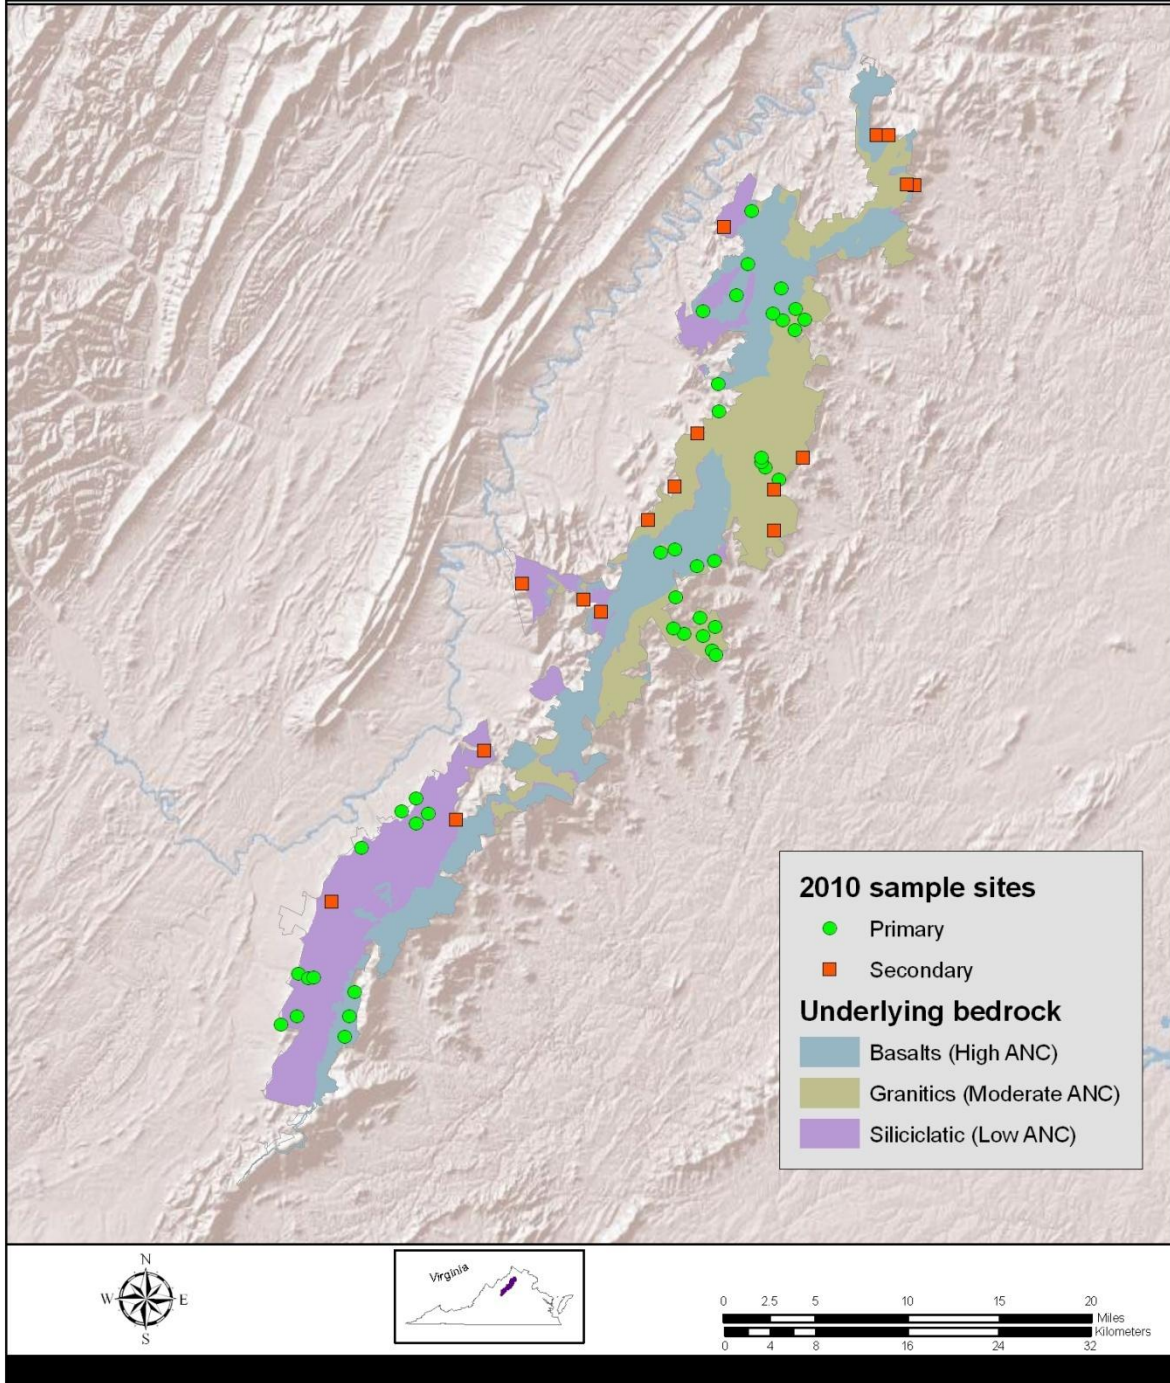 2010 sample sites
Primary
Secondary
Underlying bedrock
Basalts (High ANC)
Granitics (Moderate ANC)
Siliciclatic (Low ANC)
N
W
E
S
Virginia
0 2.5 5 10 15 20
Miles
Kilometers
0 4 8 16 24 32